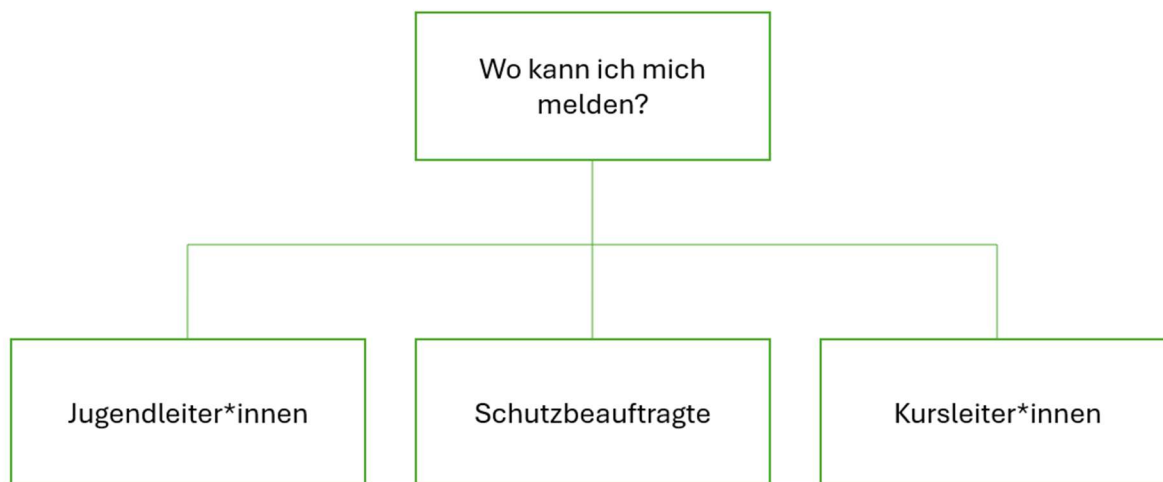 Wo kann ich mich
melden?
Jugendleiter*innen
Schutzbeauftragte
Kursleiter*innen